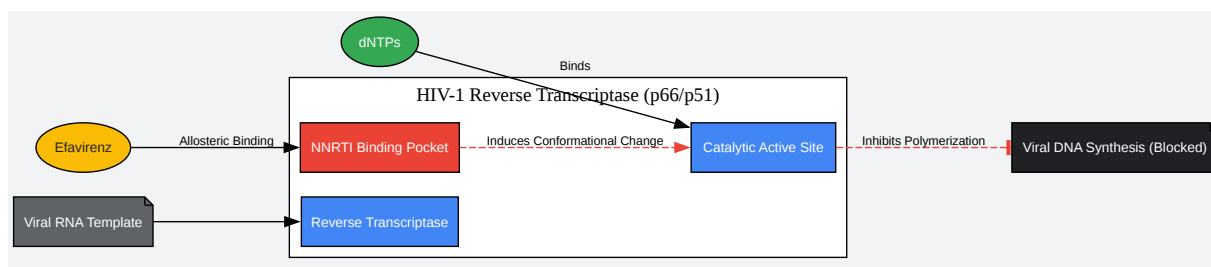 dNTPs
Binds
HIV-1 Reverse Transcriptase (p66/p51)
Efavirenz
Allosteric Binding
NNRTI Binding Pocket
Induces Conformational Change
Catalytic Active Site
Inhibits Polymerization
Viral DNA Synthesis (Blocked)
Viral RNA Template
Reverse Transcriptase